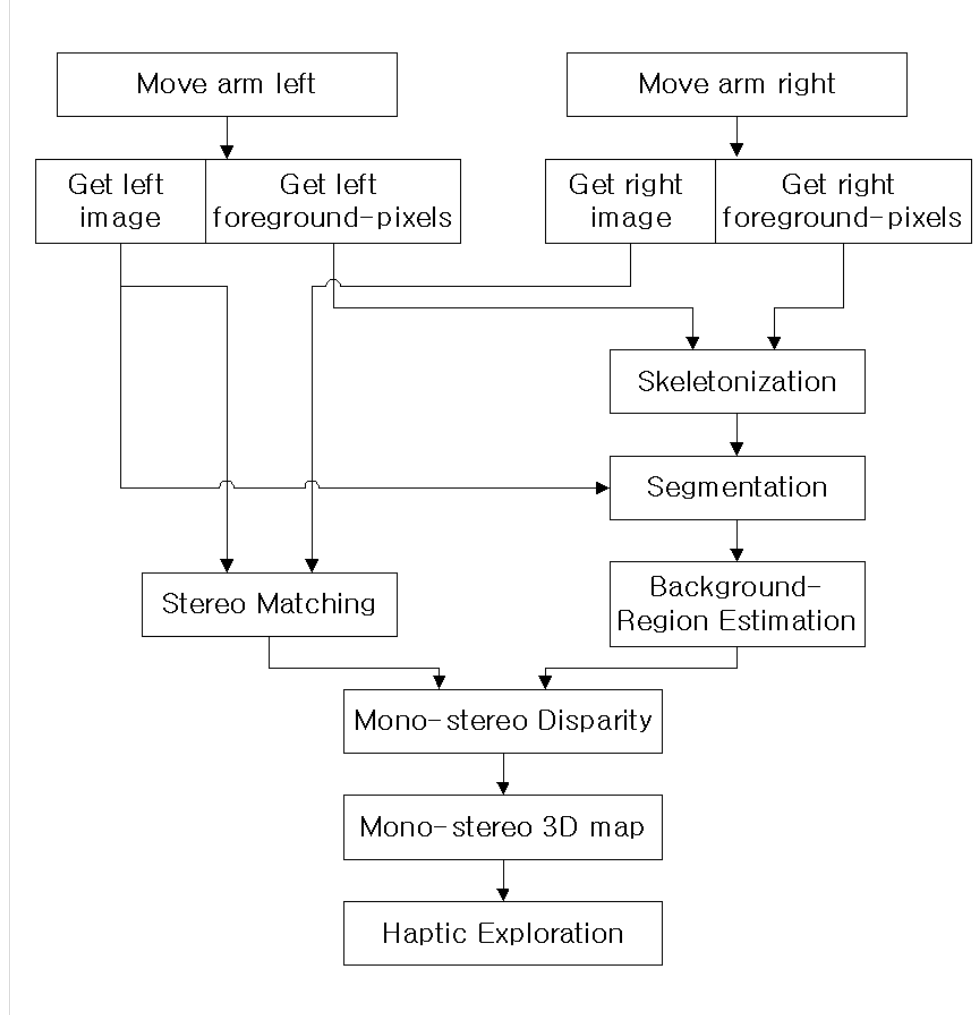 Move arm left
Move arm right
Get left
image
Get left
foreground-pixels
Get right
image
Get right
foreground-pixels
Skeletonization
Segmentation
Stereo Matching
Background-
Region Estimation
Mono-stereo Disparity
Mono-stereo 3D map
Haptic Exploration